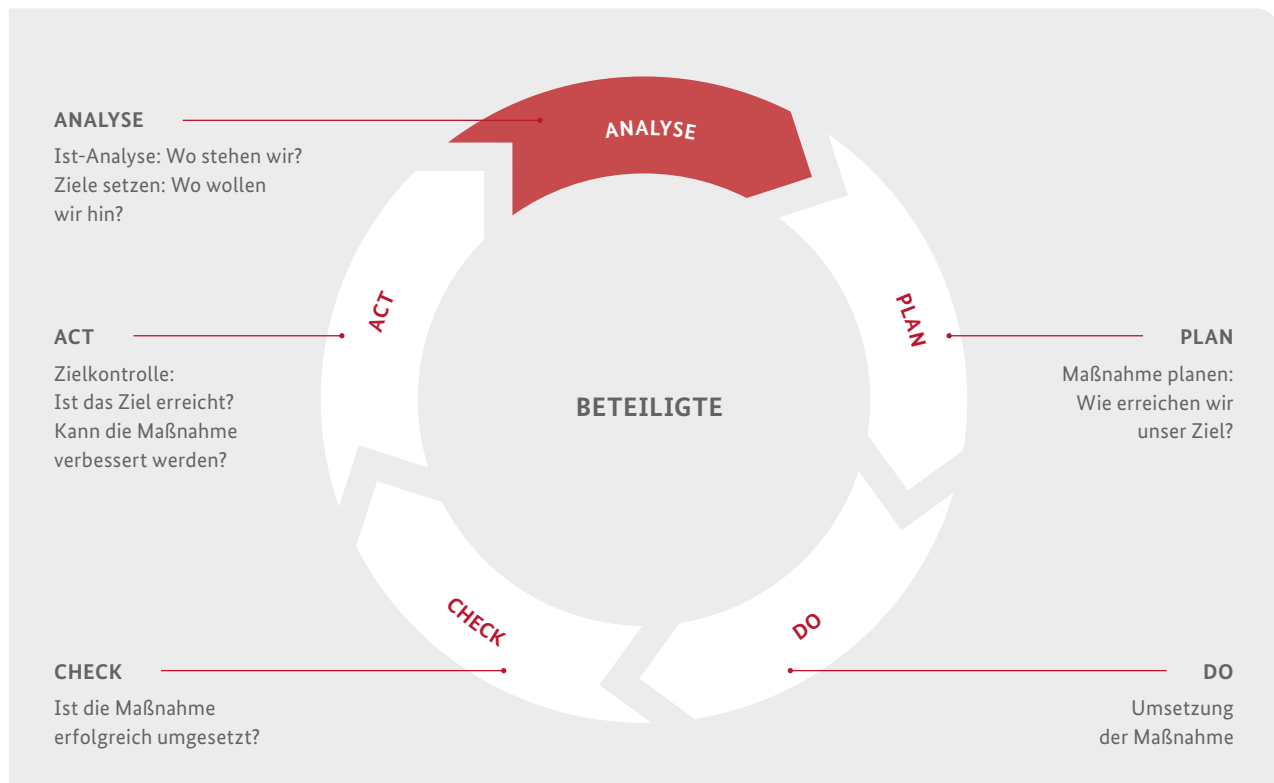 ANALYSE
Ist-Analyse: Wo stehen wir?
Ziele setzen: Wo wollen
wir hin?
ANALYSE
ACT
Zielkontrolle:
Ist das Ziel erreicht?
Kann die Maßnahme
verbessert werden?
ACT
BETEILIGTE
PLAN
PLAN
Maßnahme planen:
Wie erreichen wir
unser Ziel?
CHECK
Ist die Maßnahme
erfolgreich umgesetzt?
CHECK
DO
DO
Umsetzung
der Maßnahme